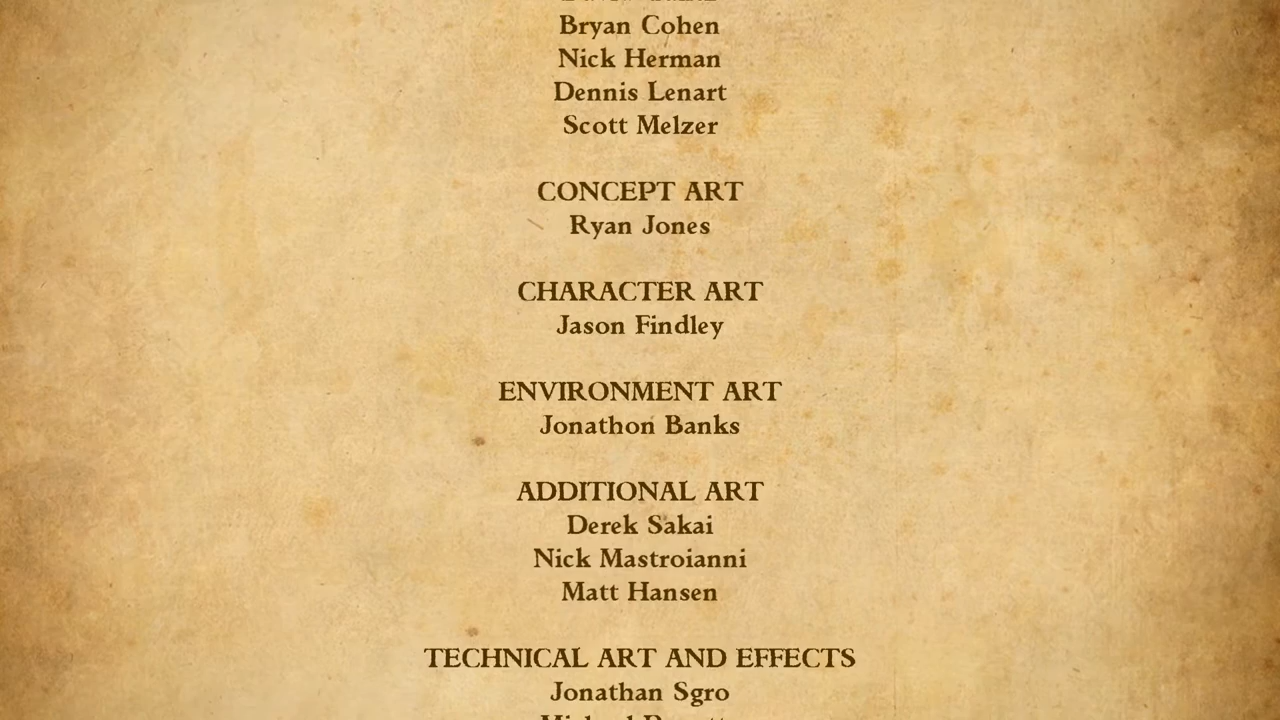 Bryan Cohen
Nick Herman
Dennis Lenart
Scott Melzer
CONCEPT ART
Ryan Jones
CHARACTER ART
Jason Findley
ENVIRONMENT ART
Jonathon Banks
ADDITIONAL ART
Derek Sakai
Nick Mastroianni
Matt Hansen
TECHNICAL ART AND EFFECTS
Jonathan Sgro